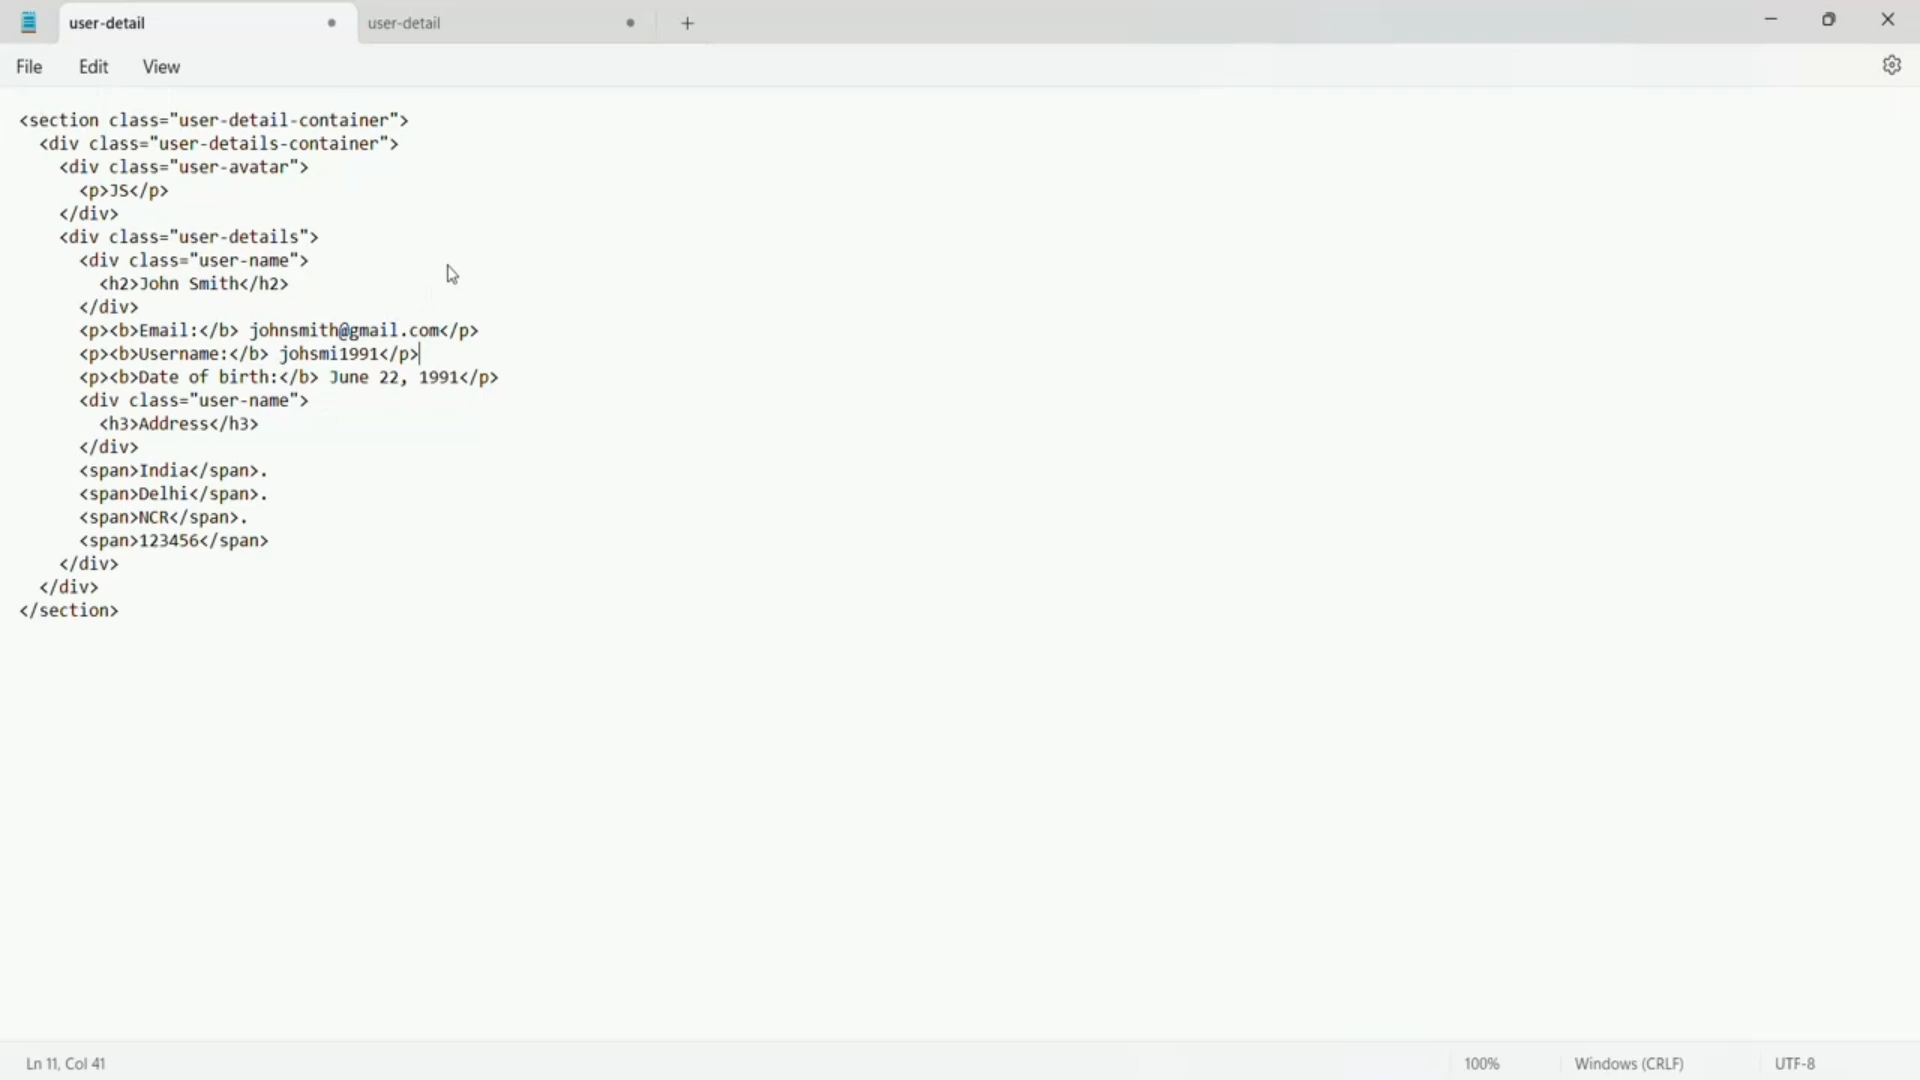 user-detail
user-detail
File Edit View
<section class="user-detail-container">
  <div class="user-details-container">
    <div class="user-avatar">
      <p>JS</p>
    </div>
    <div class="user-details">
      <div class="user-name">
        <h2>John Smith</h2>
      </div>
      <p><b>Email:</b> johnsmith@gmail.com</p>
      <p><b>Username:</b> johsmi1991</p>
      <p><b>Date of birth:</b> June 22, 1991</p>
      <div class="user-name">
        <h3>Address</h3>
      </div>
      <span>India</span>.
      <span>Delhi</span>.
      <span>NCR</span>.
      <span>123456</span>
    </div>
  </div>
</section>
Ln 11, Col 41 100% Windows (CRLF) UTF-8